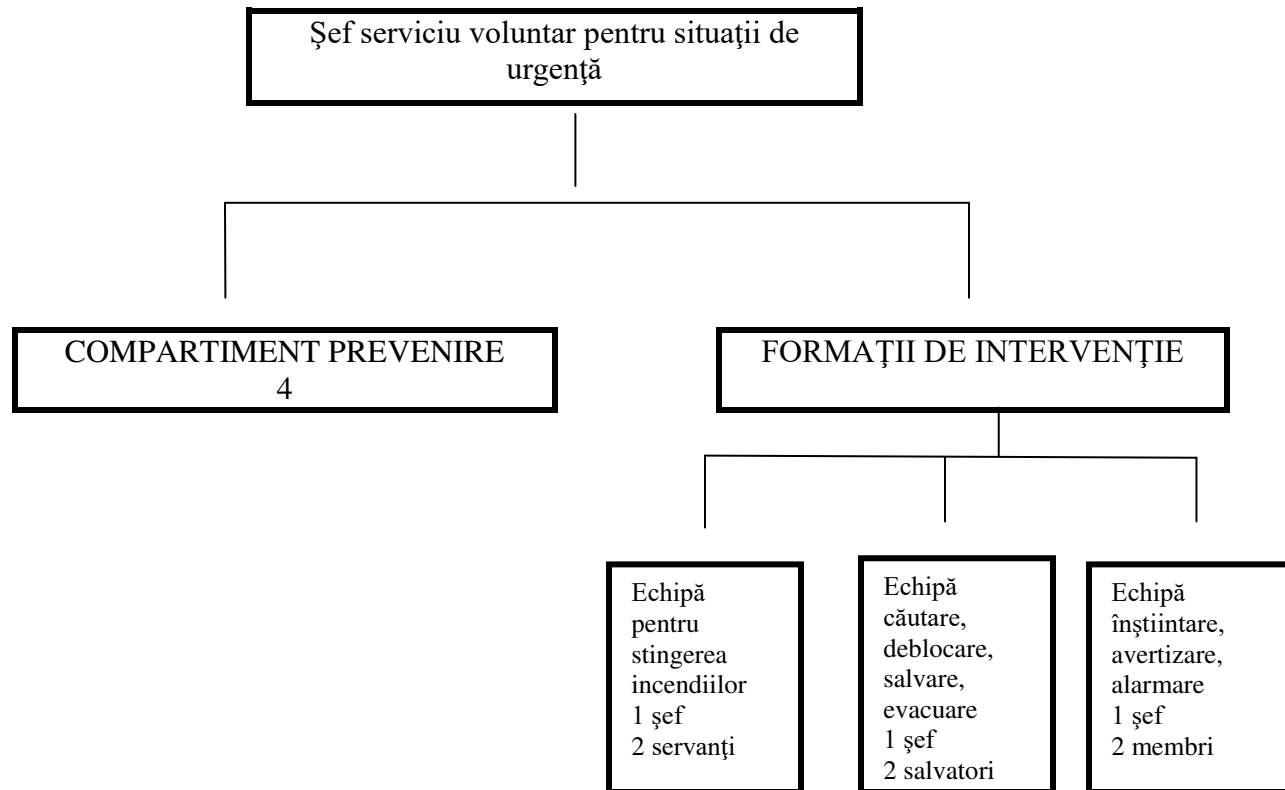 Şef serviciu voluntar pentru situaţii de
urgenţă
COMPARTIMENT PREVENIRE
4
FORMAŢII DE INTERVENŢIE
Echipă
pentru
stingerea
incendiilor
1 şef
2 servanţi
Echipă
căutare,
deblocare,
salvare,
evacuare
1 şef
2 salvatori
Echipă
înştiintare,
avertizare,
alarmare
1 şef
2 membri